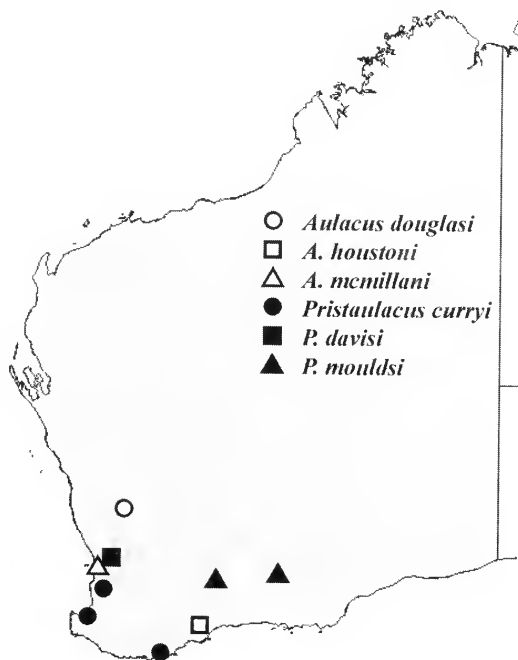 Aulacus douglasi
A. houstoni
A. mcmillani
Pristaulacus curryi
P. davisi
P. mouldsi